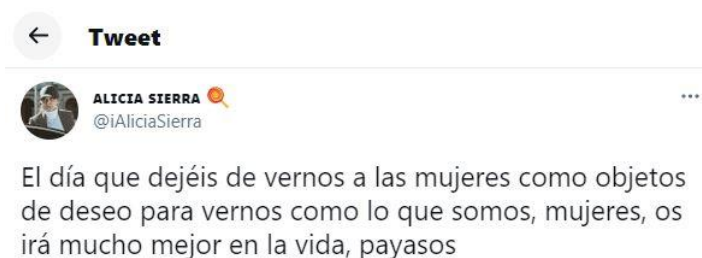 Tweet
ALICIA SIERRA
@iAliciaSierra
El día que dejéis de vernos a las mujeres como objetos
de deseo para vernos como lo que somos, mujeres, os
irá mucho mejor en la vida, payasos